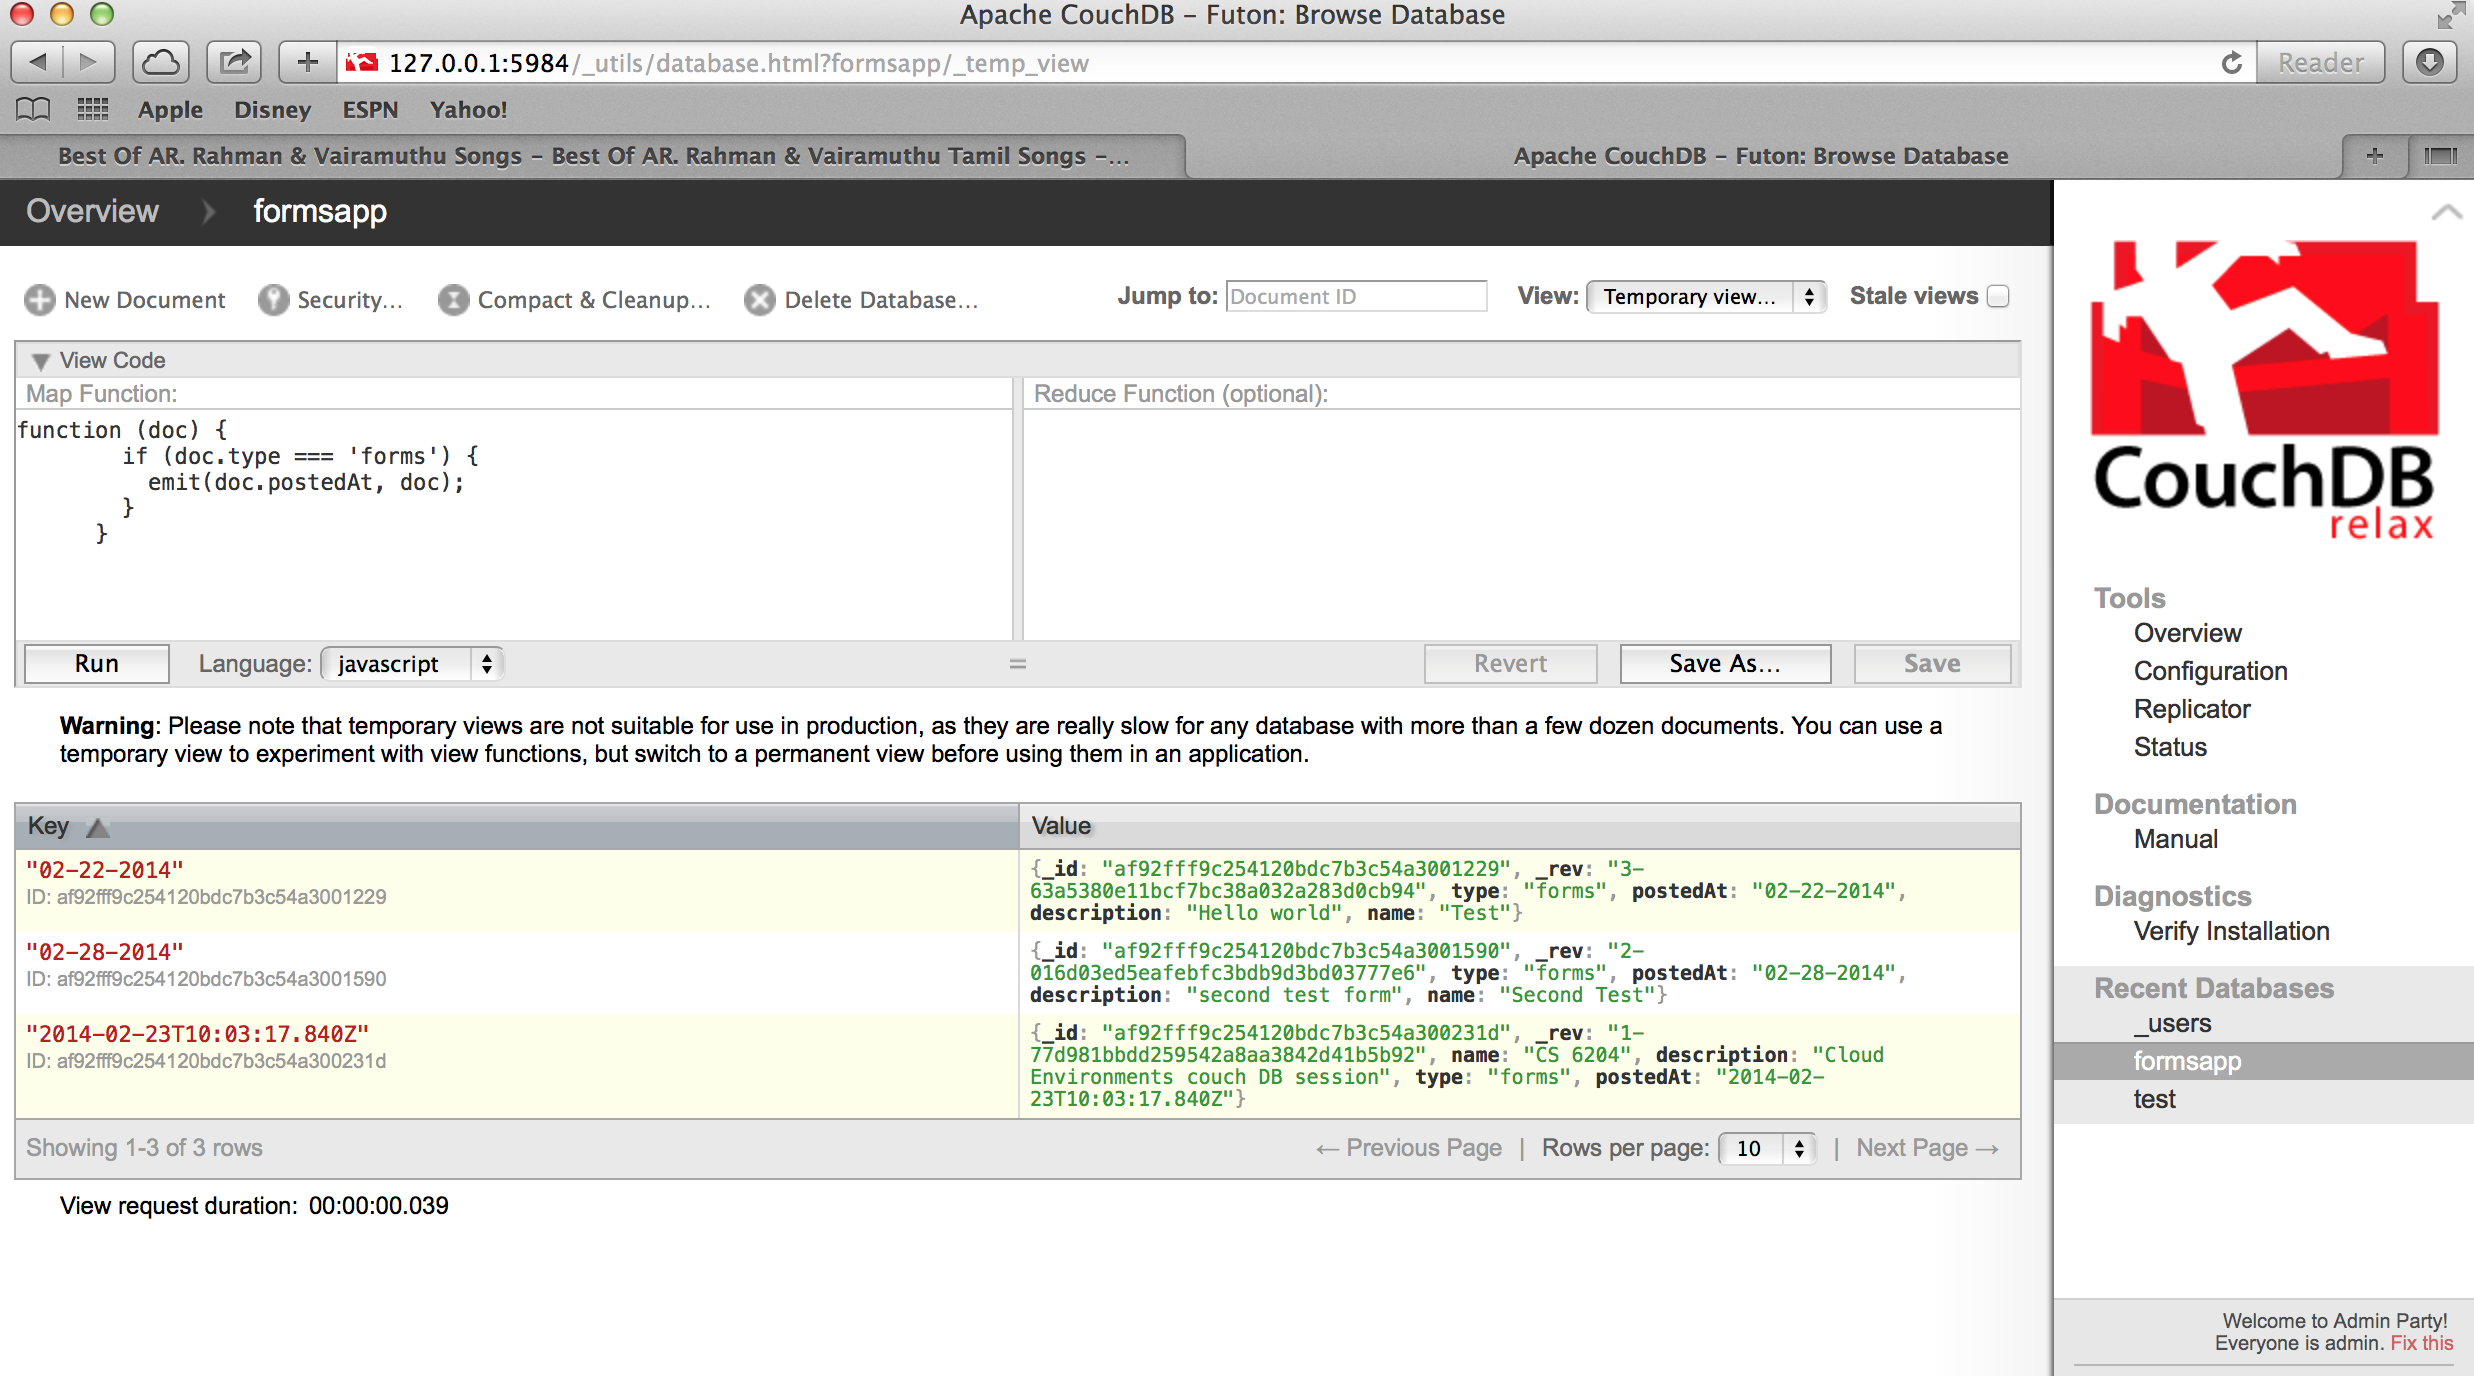 Apache CouchDB – Futon: Browse Database
127.0.0.1:5984/_utils/database.html?formsapp/_temp_view
Reader
Apple Disney ESPN Yahoo!
Best Of AR. Rahman & Vairamuthu Songs – Best Of AR. Rahman & Vairamuthu Tamil Songs –...
Apache CouchDB – Futon: Browse Database
Overview formsapp
New Document Security… Compact & Cleanup… Delete Database…
Jump to: Document ID View: Temporary view… Stale views
View Code
Map Function:
Reduce Function (optional):
function (doc) {
if (doc.type === 'forms') {
emit(doc.postedAt, doc);
}
}
Run Language: javascript = Revert Save As… Save
Warning: Please note that temporary views are not suitable for use in production, as they are really slow for any database with more than a few dozen documents. You can use a
temporary view to experiment with view functions, but switch to a permanent view before using them in an application.
Key Value
"02-22-2014"
ID: af92fff9c254120bdc7b3c54a3001229
{_id: "af92fff9c254120bdc7b3c54a3001229", _rev: "3-
63a5380e11bcf7bc38a032a283d0cb94", type: "forms", postedAt: "02-22-2014",
description: "Hello world", name: "Test"}
"02-28-2014"
ID: af92fff9c254120bdc7b3c54a3001590
{_id: "af92fff9c254120bdc7b3c54a3001590", _rev: "2-
016d03ed5eafebfc3bdb9d3bd03777e6", type: "forms", postedAt: "02-28-2014",
description: "second test form", name: "Second Test"}
"2014-02-23T10:03:17.840Z"
ID: af92fff9c254120bdc7b3c54a300231d
{_id: "af92fff9c254120bdc7b3c54a300231d", _rev: "1-
77d981bbdd259542a8aa3842d41b5b92", name: "CS 6204", description: "Cloud
Environments couch DB session", type: "forms", postedAt: "2014-02-
23T10:03:17.840Z"}
Showing 1-3 of 3 rows
← Previous Page | Rows per page: 10 | Next Page →
View request duration: 00:00:00.039
CouchDB
relax
Tools
Overview
Configuration
Replicator
Status
Documentation
Manual
Diagnostics
Verify Installation
Recent Databases
_users
formsapp
test
Welcome to Admin Party!
Everyone is admin. Fix this